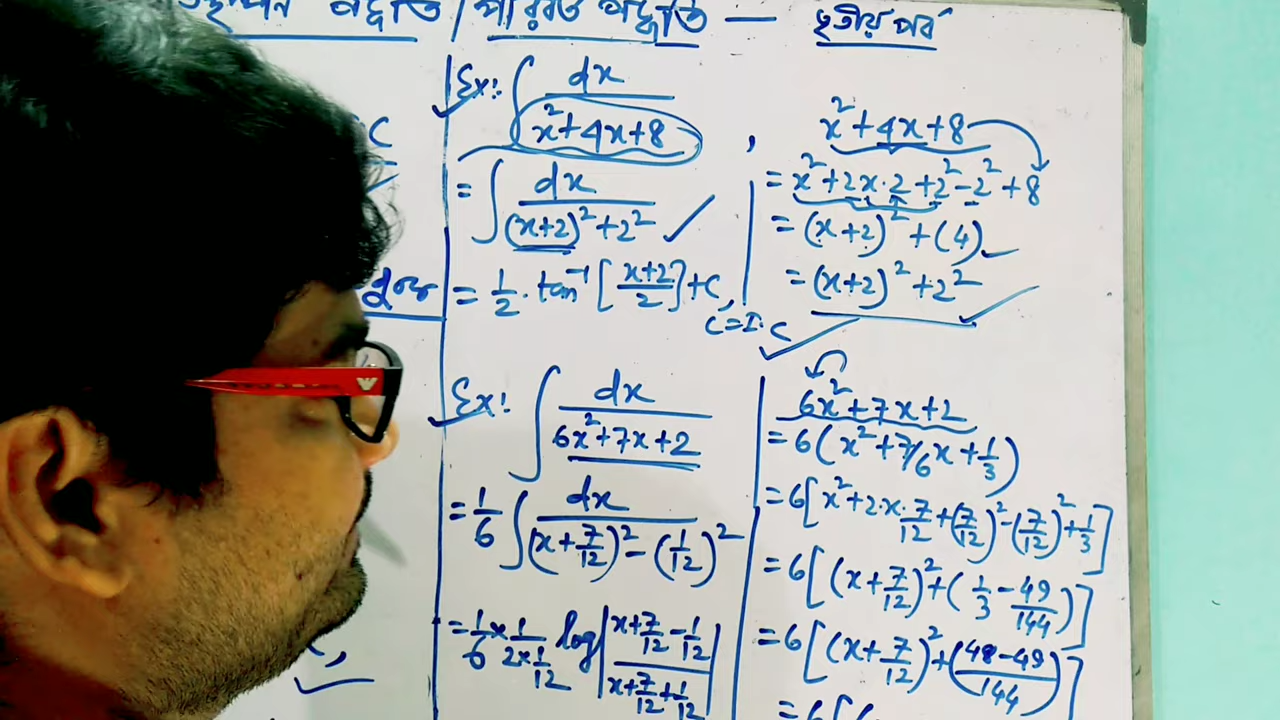 পদ্ধতি / পদ্ধতি — তৃতীয় পর্ব
C
Ex: ∫ dx / (x²+4x+8) ,
= ∫ dx / ((x+2)²+2²)
= 1/2 · tan⁻¹ [ (x+2)/2 ] + C,
C = I.C
x²+4x+8
= x²+2x·2+2²-2²+8
= (x+2)²+(4)
= (x+2)²+2²
Ex: ∫ dx / (6x²+7x+2)
= 1/6 ∫ dx / ((x+7/12)² - (1/12)²)
= 1/6 × 1/(2×1/12) log | (x+7/12-1/12) / (x+7/12+1/12) |
6x²+7x+2
= 6(x²+7/6x+1/3)
= 6[x²+2·x·7/12+(7/12)²-(7/12)²+1/3]
= 6[(x+7/12)²+(1/3-49/144)]
= 6[(x+7/12)²+((48-49)/144)]
= 6[(